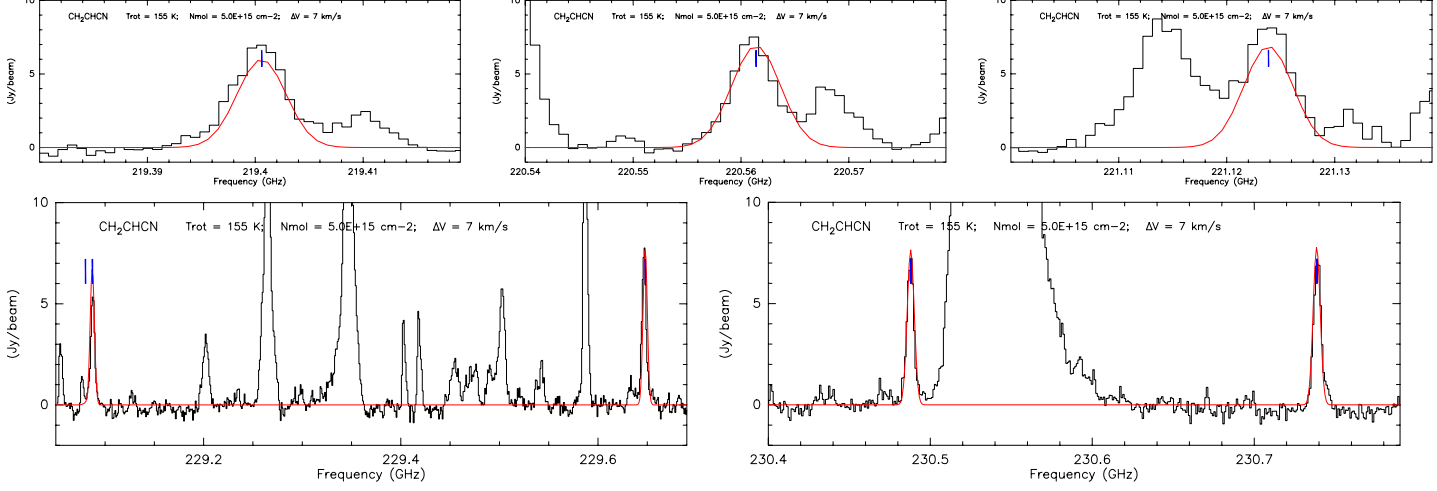 CH2CHCN Trot = 155 K; Nmol = 5.0E+15 cm-2; ΔV = 7 km/s
(Jy/beam)
5
0
219.39 219.4 219.41
Frequency (GHz)
CH2CHCN Trot = 155 K; Nmol = 5.0E+15 cm-2; ΔV = 7 km/s
(Jy/beam)
5
0
220.54 220.55 220.56 220.57
Frequency (GHz)
CH2CHCN Trot = 155 K; Nmol = 5.0E+15 cm-2; ΔV = 7 km/s
(Jy/beam)
5
0
221.11 221.12 221.13
Frequency (GHz)
10
CH2CHCN Trot = 155 K; Nmol = 5.0E+15 cm-2; ΔV = 7 km/s
(Jy/beam)
5
0
229.2 229.4 229.6
Frequency (GHz)
10
CH2CHCN Trot = 155 K; Nmol = 5.0E+15 cm-2; ΔV = 7 km/s
(Jy/beam)
5
0
230.4 230.5 230.6 230.7
Frequency (GHz)